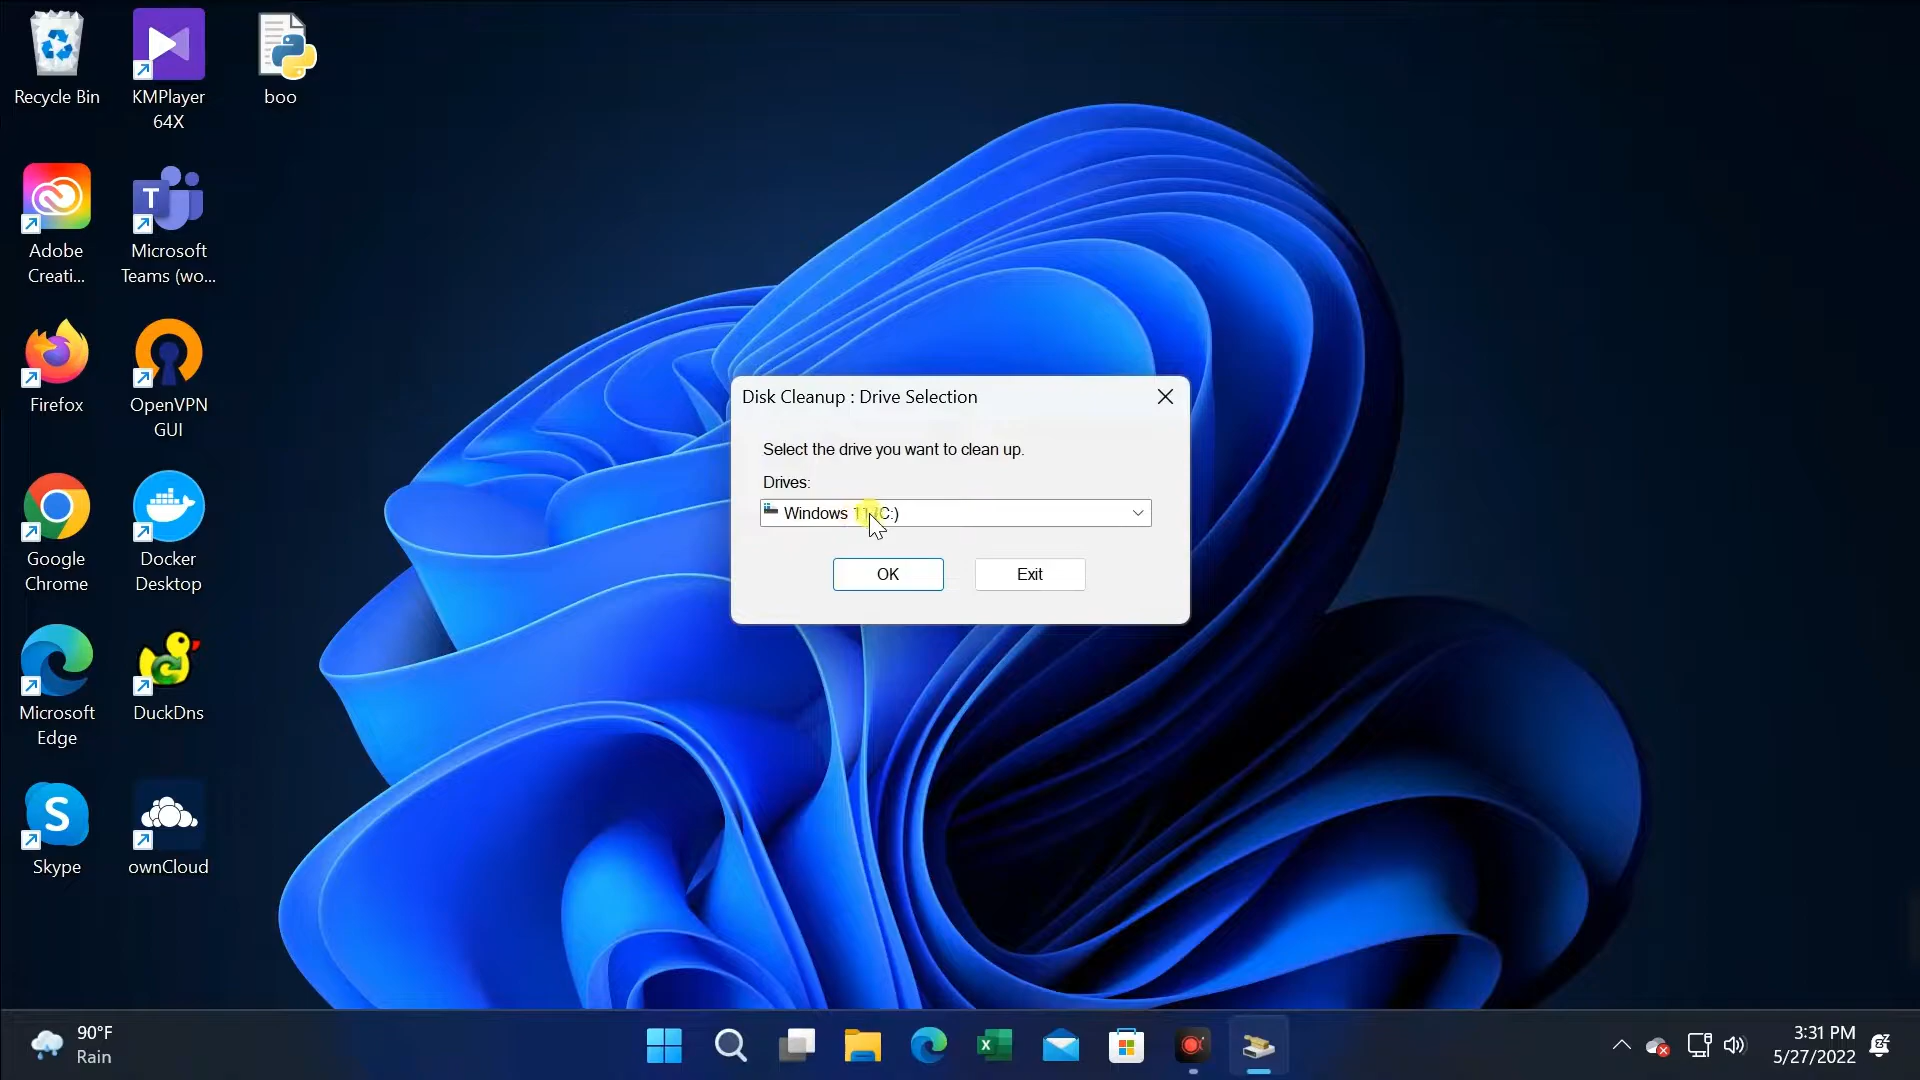 Recycle Bin
KMPlayer
64X
boo
Adobe
Creati...
Microsoft
Teams (wo...
Firefox
OpenVPN
GUI
Google
Chrome
Docker
Desktop
Microsoft
Edge
DuckDns
Skype
ownCloud
Disk Cleanup : Drive Selection
Select the drive you want to clean up.
Drives:
Windows 11 (C:)
OK
Exit
90°F
Rain
3:31 PM
5/27/2022